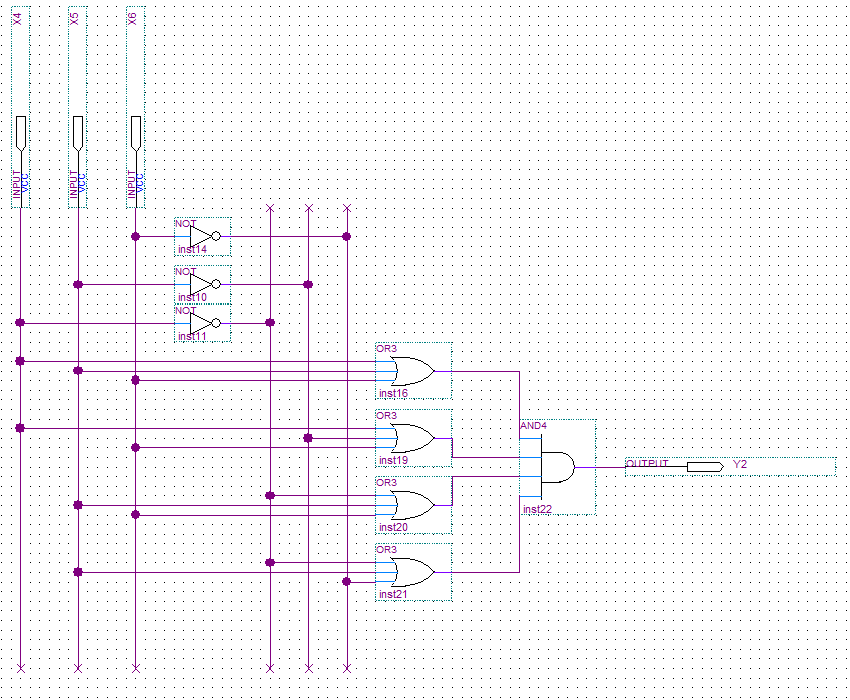 X4
X5
X6
INPUT
VCC
INPUT
VCC
INPUT
VCC
NOT
inst14
NOT
inst10
NOT
inst11
OR3
inst16
OR3
inst19
AND4
OUTPUT
Y2
OR3
inst22
inst20
OR3
inst21